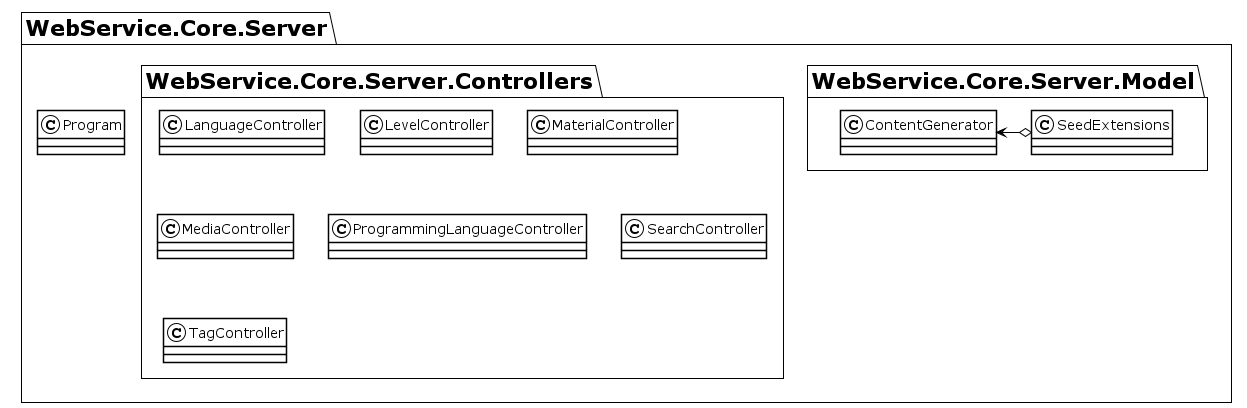 WebService.Core.Server
WebService.Core.Server.Controllers
WebService.Core.Server.Model
C Program
C LanguageController
C LevelController
C MaterialController
C ContentGenerator
C SeedExtensions
C MediaController
C ProgrammingLanguageController
C SearchController
C TagController